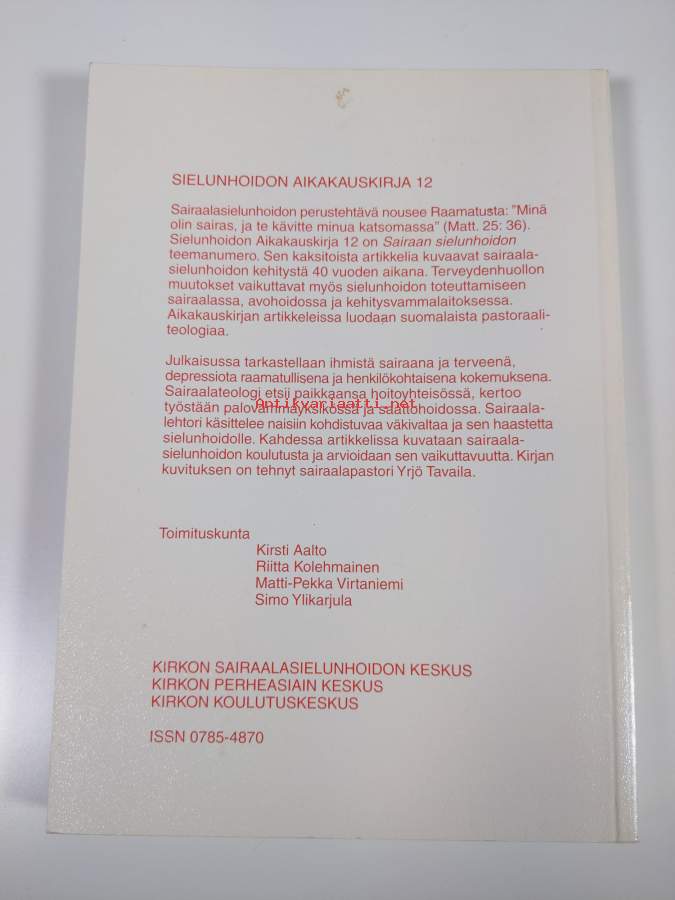 SIELUNHOIDON AIKAKAUSKIRJA 12
Sairaalasielunhoidon perustehtävä nousee Raamatusta: "Minä
olin sairas, ja te kävitte minua katsomassa" (Matt. 25: 36).
Sielunhoidon Aikakauskirja 12 on Sairaan sielunhoidon
teemanumero. Sen kaksitoista artikkelia kuvaavat sairaala-
sielunhoidon kehitystä 40 vuoden aikana. Terveydenhuollon
muutokset vaikuttavat myös sielunhoidon toteuttamiseen
sairaalassa, avohoidossa ja kehitysvammalaitoksessa.
Aikakauskirjan artikkeleissa luodaan suomalaista pastoraali-
teologiaa.
Julkaisussa tarkastellaan ihmistä sairaana ja terveenä,
depressiota raamatullisena ja henkilökohtaisena kokemuksena.
Sairaalateologi etsii paikkaansa hoitoyhteisössä, kertoo
Antikvariaatti.net
työstään palovammayksikössä ja saattohoidossa. Sairaala-
lehtori käsittelee naisiin kohdistuvaa väkivaltaa ja sen haastetta
sielunhoidolle. Kahdessa artikkelissa kuvataan sairaala-
sielunhoidon koulutusta ja arvioidaan sen vaikuttavuutta. Kirjan
kuvituksen on tehnyt sairaalapastori Yrjö Tavaila.
Toimituskunta
Kirsti Aalto
Riitta Kolehmainen
Matti-Pekka Virtaniemi
Simo Ylikarjula
KIRKON SAIRAALASIELUNHOIDON KESKUS
KIRKON PERHEASIAIN KESKUS
KIRKON KOULUTUSKESKUS
ISSN 0785-4870